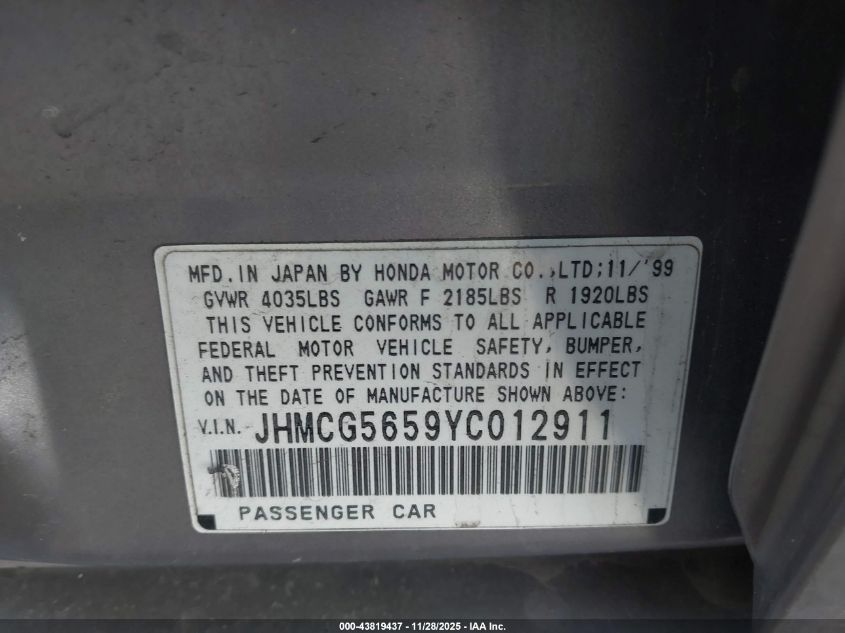 MFD.IN JAPAN BY HONDA MOTOR CO.,LTD;11/'99
GVWR 4035LBS GAWR F 2185LBS R 1920LBS
THIS VEHICLE CONFORMS TO ALL APPLICABLE
FEDERAL MOTOR VEHICLE SAFETY, BUMPER,
AND THEFT PREVENTION STANDARDS IN EFFECT
ON THE DATE OF MANUFACTURE SHOWN ABOVE:
V.I.N. JHMCG5659YC012911
PASSENGER CAR
000-43819437 - 11/28/2025 - IAA Inc.